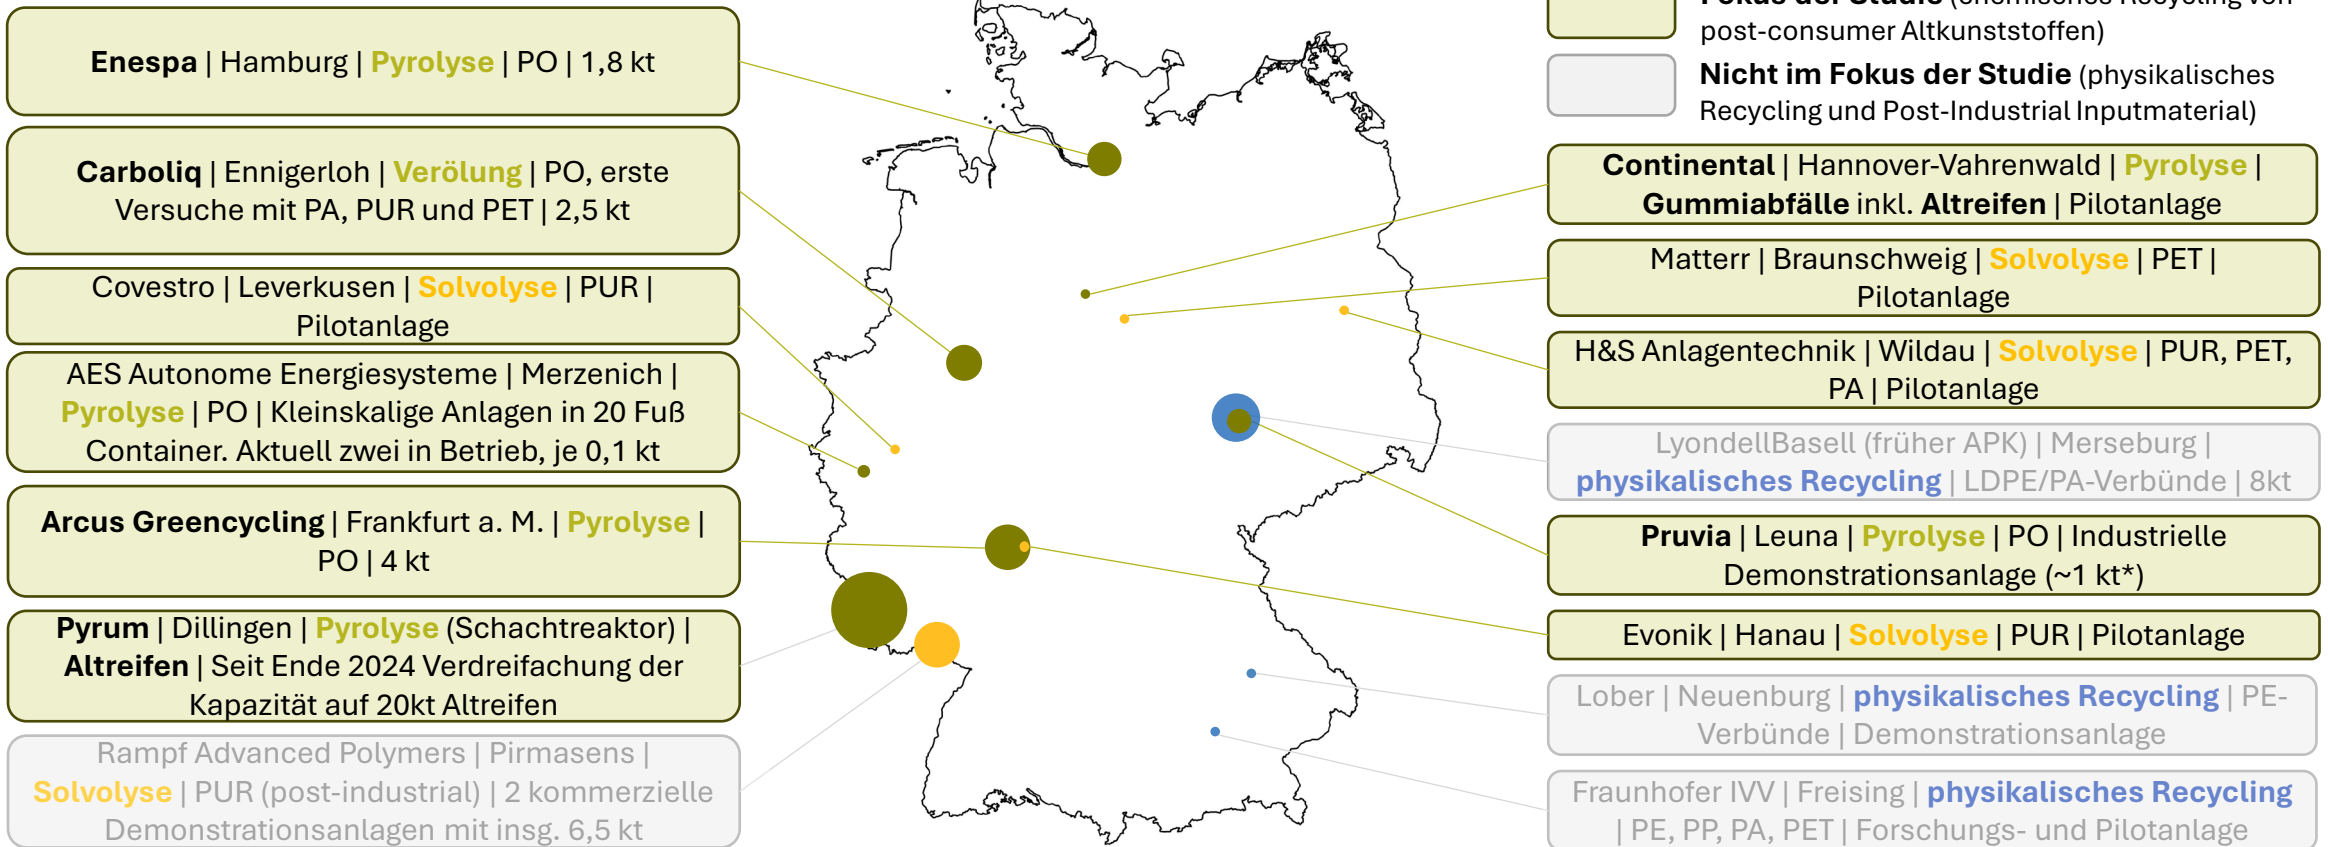 Enespa | Hamburg | Pyrolyse | PO | 1,8 kt
Carboliq | Ennigerloh | Verölung | PO, erste
Versuche mit PA, PUR und PET | 2,5 kt
Covestro | Leverkusen | Solvolyse | PUR |
Pilotanlage
AES Autonome Energiesysteme | Merzenich |
Pyrolyse | PO | Kleinskalige Anlagen in 20 Fuß
Container. Aktuell zwei in Betrieb, je 0,1 kt
Arcus Greencycling | Frankfurt a. M. | Pyrolyse |
PO | 4 kt
Pyrum | Dillingen | Pyrolyse (Schachtreaktor) |
Altreifen | Seit Ende 2024 Verdreifachung der
Kapazität auf 20kt Altreifen
Rampf Advanced Polymers | Pirmasens |
Solvolyse | PUR (post-industrial) | 2 kommerzielle
Demonstrationsanlagen mit insg. 6,5 kt
Fokus der Studie (chemisches Recycling von
post-consumer Altkunststoffen)
Nicht im Fokus der Studie (physikalisches
Recycling und Post-Industrial Inputmaterial)
Continental | Hannover-Vahrenwald | Pyrolyse |
Gummiabfälle inkl. Altreifen | Pilotanlage
Matterr | Braunschweig | Solvolyse | PET |
Pilotanlage
H&S Anlagentechnik | Wildau | Solvolyse | PUR, PET,
PA | Pilotanlage
LyondellBasell (früher APK) | Merseburg |
physikalisches Recycling | LDPE/PA-Verbünde | 8kt
Pruvia | Leuna | Pyrolyse | PO | Industrielle
Demonstrationsanlage (~1 kt*)
Evonik | Hanau | Solvolyse | PUR | Pilotanlage
Lober | Neuenburg | physikalisches Recycling | PE-
Verbünde | Demonstrationsanlage
Fraunhofer IVV | Freising | physikalisches Recycling
| PE, PP, PA, PET | Forschungs- und Pilotanlage